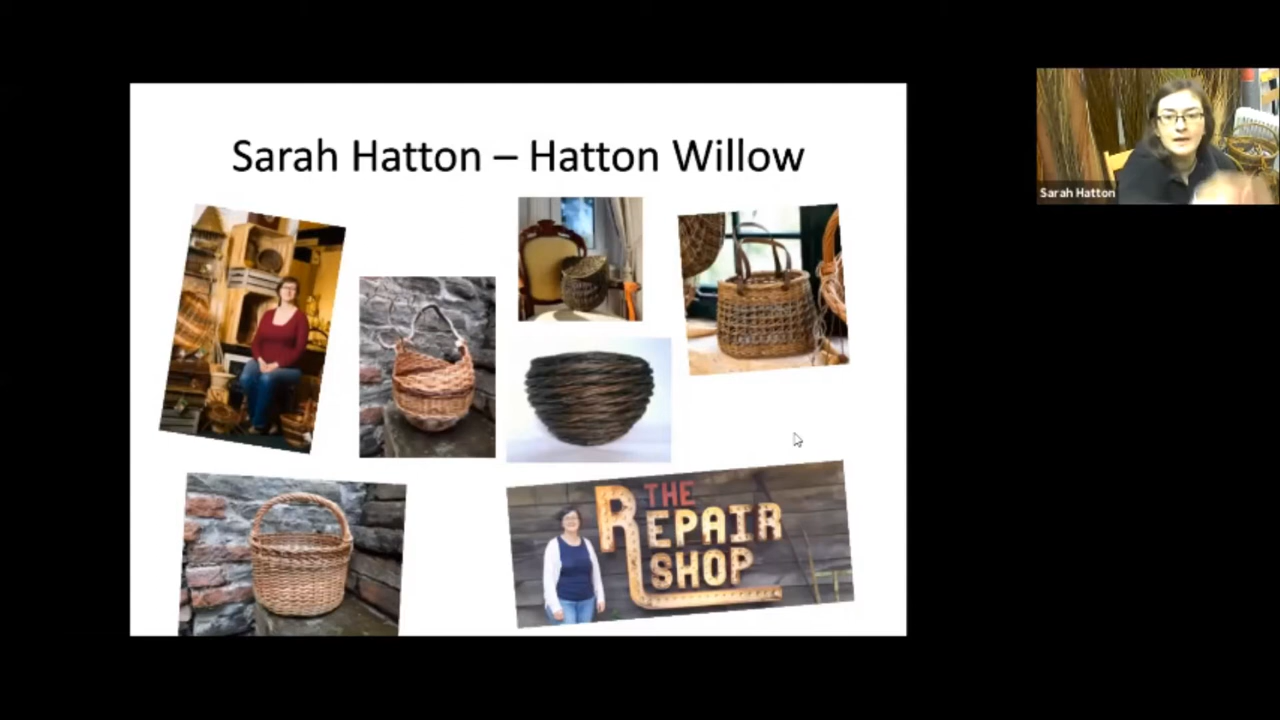 Sarah Hatton – Hatton Willow
Sarah Hatton
THE
REPAIR
SHOP